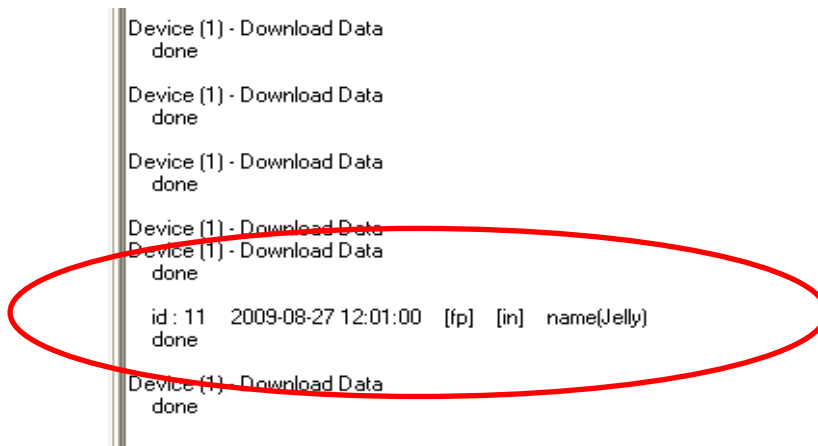 Device (1) - Download Data
done
Device (1) - Download Data
done
Device (1) - Download Data
done
Device (1) - Download Data
Device (1) - Download Data
done
id : 11 2009-08-27 12:01:00 [fp] [in] name(Jelly)
done
Device (1) - Download Data
done